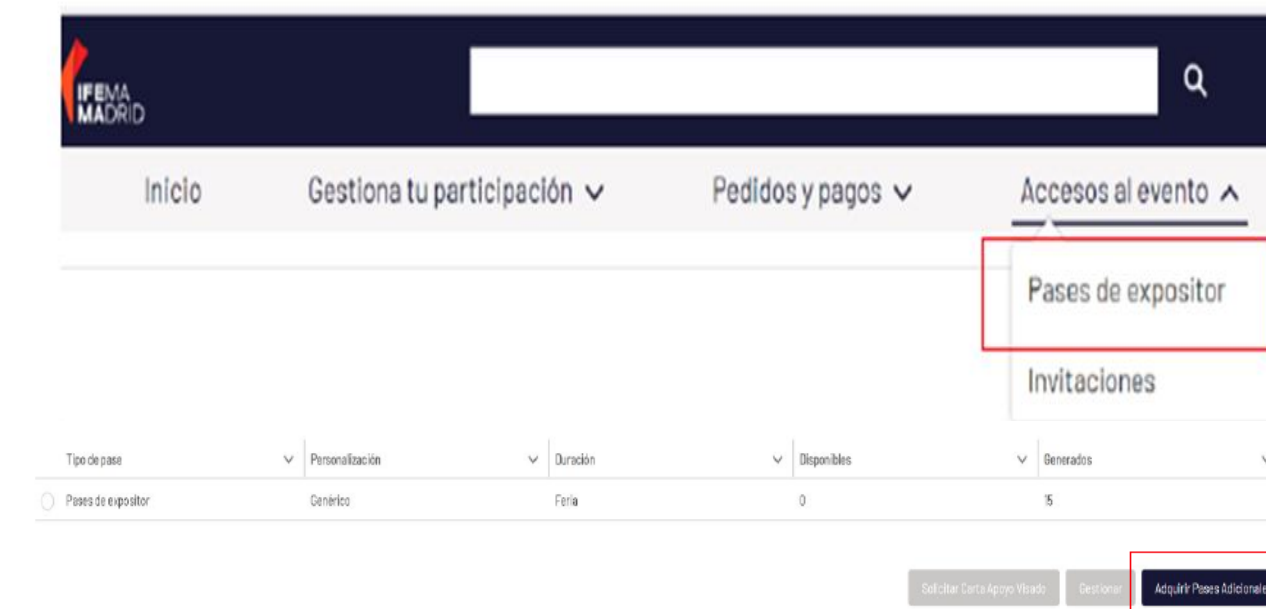 IFEMA
MADRID
Inicio Gestiona tu participación Pedidos y pagos Accesos al evento
Pases de expositor
Invitaciones
Tipo de pase Personalización Duración Disponibles Generados
Pases de expositor Genérico Feria 0 15
Solicitar Carta Apoyo Visado Gestionar Adquirir Pases Adicionale